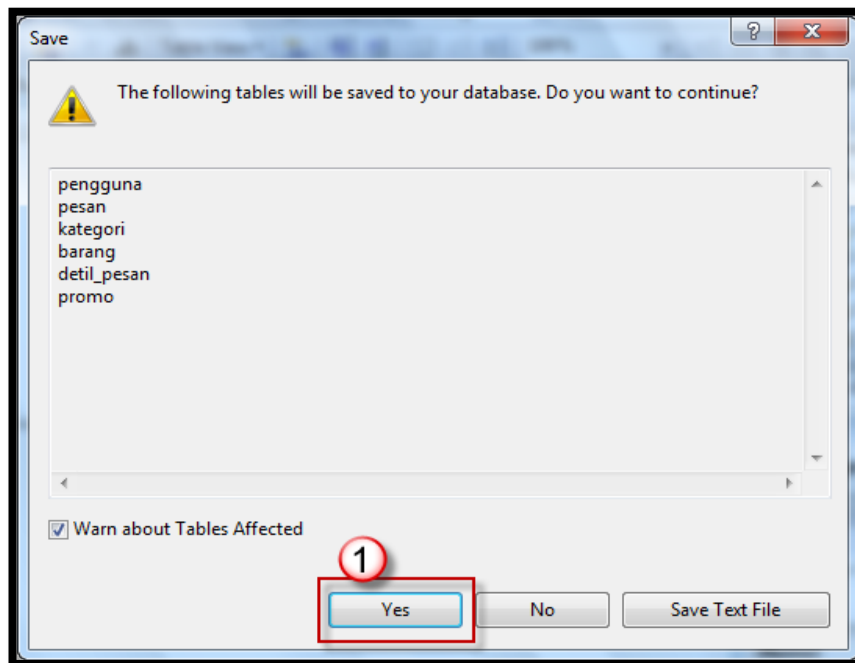 Save
The following tables will be saved to your database. Do you want to continue?
pengguna
pesan
kategori
barang
detil_pesan
promo
Warn about Tables Affected
1
Yes
No
Save Text File